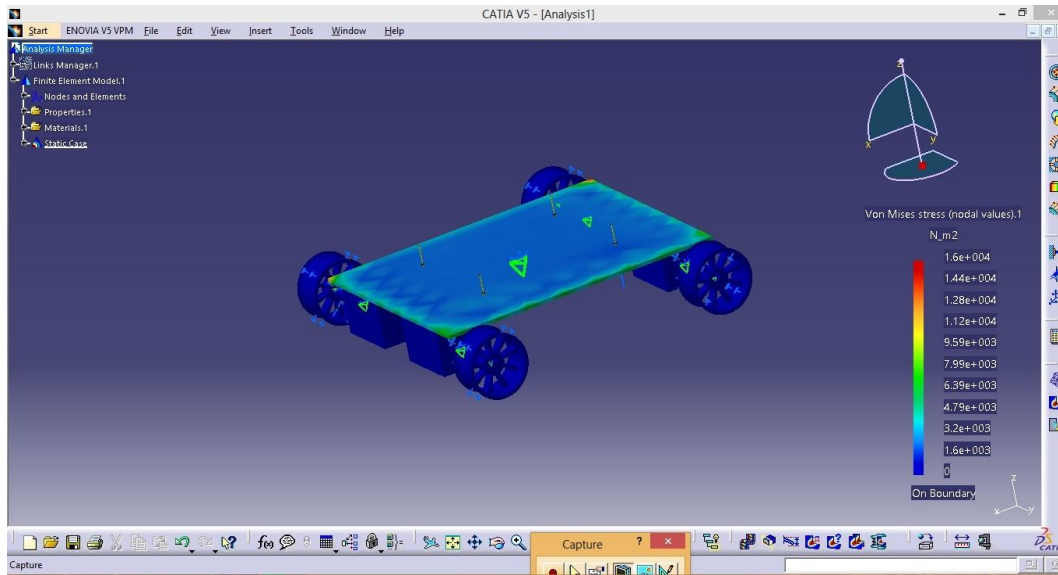 CATIA V5 - [Analysis1]
Start ENOVIA V5 VPM File Edit View Insert Tools Window Help
Analysis Manager
Links Manager.1
Finite Element Model.1
Nodes and Elements
Properties.1
Materials.1
Static Case
z
x
y
Von Mises stress (nodal values).1
N_m2
1.6e+004
1.44e+004
1.28e+004
1.12e+004
9.59e+003
7.99e+003
6.39e+003
4.79e+003
3.2e+003
1.6e+003
0
On Boundary
z
x y
f(x)
Capture ? ×
Capture